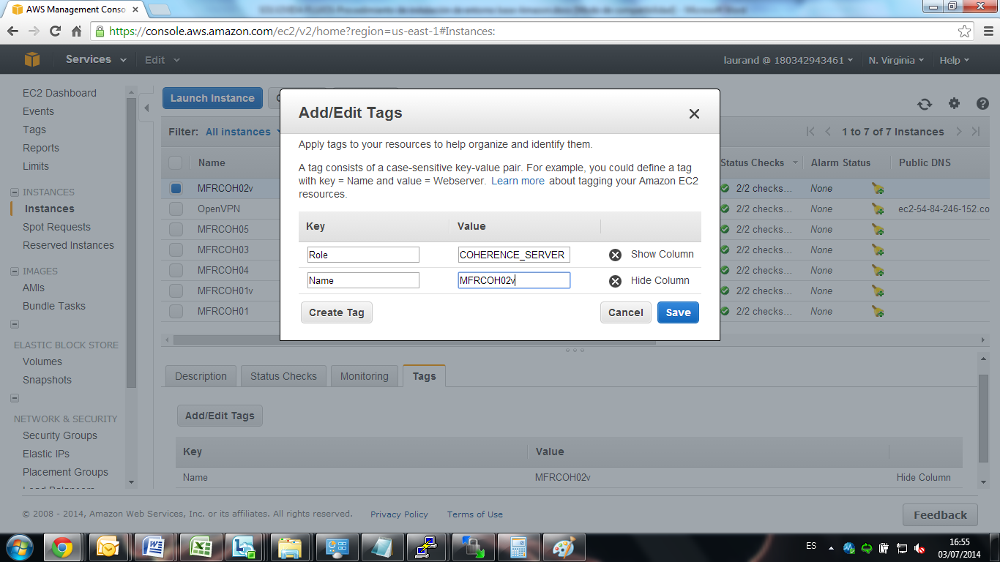 AWS Management Conso
https://console.aws.amazon.com/ec2/v2/home?region=us-east-1#Instances:
Services Edit laurand @ 180342943461 N. Virginia Help
EC2 Dashboard
Events
Tags
Reports
Limits
INSTANCES
Instances
Spot Requests
Reserved Instances
IMAGES
AMIs
Bundle Tasks
ELASTIC BLOCK STORE
Volumes
Snapshots
NETWORK & SECURITY
Security Groups
Elastic IPs
Placement Groups
Load Balancers
Launch Instance
Filter: All instances 1 to 7 of 7 Instances
Name Status Checks Alarm Status Public DNS
MFRCOH02v 2/2 checks... None
OpenVPN 2/2 checks... None ec2-54-84-246-152.co
MFRCOH05 2/2 checks... None
MFRCOH03 2/2 checks... None
MFRCOH04 2/2 checks... None
MFRCOH01v 2/2 checks... None
MFRCOH01 2/2 checks... None
Add/Edit Tags
Apply tags to your resources to help organize and identify them.
A tag consists of a case-sensitive key-value pair. For example, you could define a tag
with key = Name and value = Webserver. Learn more about tagging your Amazon EC2
resources.
Key Value
Role COHERENCE_SERVER Show Column
Name MFRCOH02v Hide Column
Create Tag Cancel Save
Description Status Checks Monitoring Tags
Add/Edit Tags
Key Value
Name MFRCOH02v Hide Column
© 2008 - 2014, Amazon Web Services, Inc. or its affiliates. All rights reserved. Privacy Policy Terms of Use Feedback
ES 16:55
03/07/2014